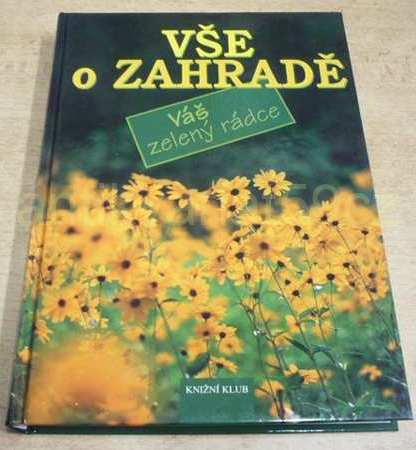 VŠE
o ZAHRADĚ
Váš
zelený rádce
KNIŽNÍ KLUB